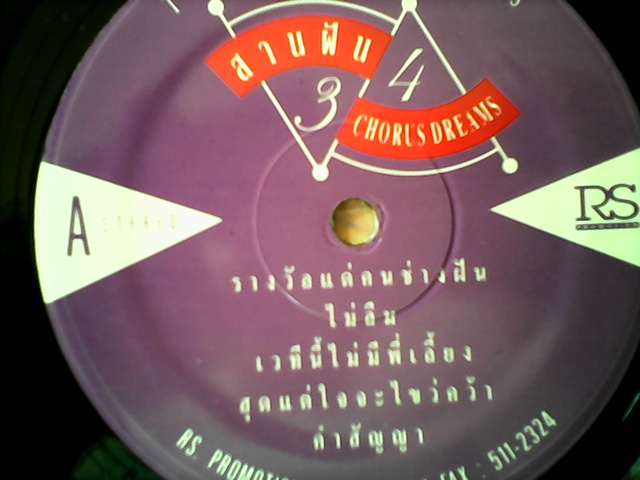 สานฝัน
3 4
CHORUS DREAMS
A STEREO
RS
PROMOTION
รางวัลแด่คนช่างฝัน
ไม่ลืม
เวทีนี้ไม่มีพี่เลี้ยง
สุดแต่ใจจะไขว่คว้า
คำสัญญา
RS. PROMOTION FAX : 511-2324